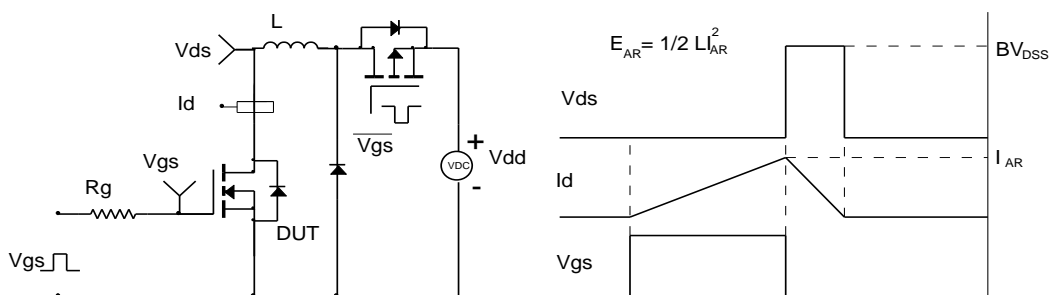 L
Vds
Id
Vgs
Rg
DUT
Vgs
Vgs
VDC
+
-
Vdd
E_AR = 1/2 LI_AR^2
Vds
BV_DSS
Id
I_AR
Vgs